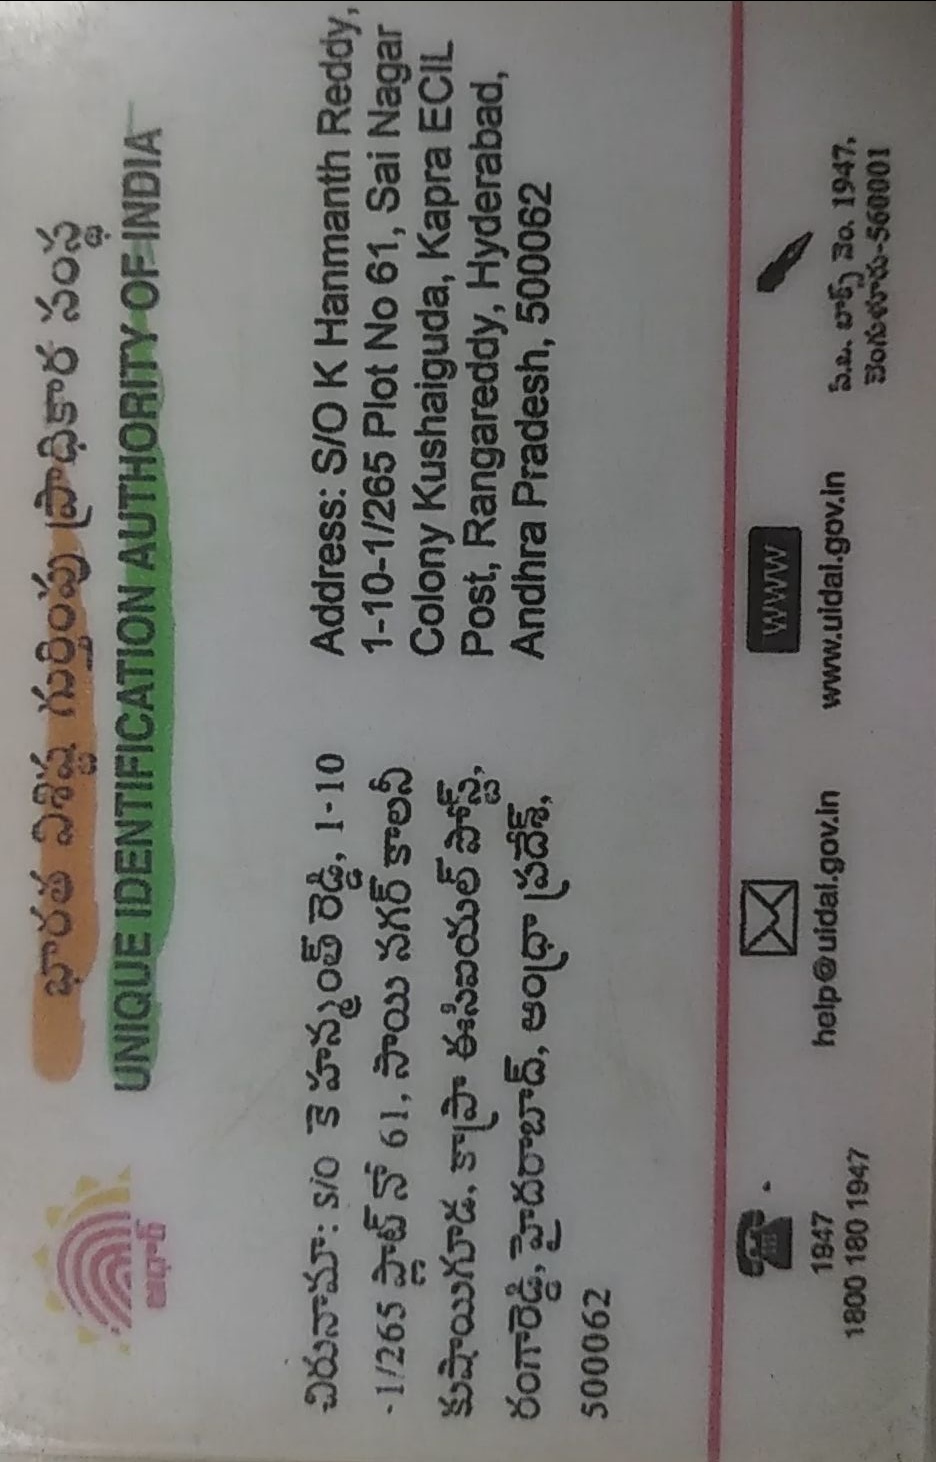 భారత విశిష్ట గుర్తింపు ప్రాధికార సంస్థ
UNIQUE IDENTIFICATION AUTHORITY OF INDIA
ఆధార్
చిరునామా: S/O కె హన్మంత్ రెడ్డి, 1-10
-1/265 ప్లాట్ నో 61, సాయి నగర్ కాలనీ
కుషాయిగూడ, కాప్రా ఈసిఐయల్ పోస్ట్,
రంగారెడ్డి, హైదరాబాద్, ఆంధ్రా ప్రదేశ్,
500062
Address: S/O K Hanmanth Reddy,
1-10-1/265 Plot No 61, Sai Nagar
Colony Kushaiguda, Kapra ECIL
Post, Rangareddy, Hyderabad,
Andhra Pradesh, 500062
1947
1800 180 1947
help@uidai.gov.in
WWW
www.uidai.gov.in
పి.బి. బాక్స్ నెం. 1947,
బెంగుళూరు-560001